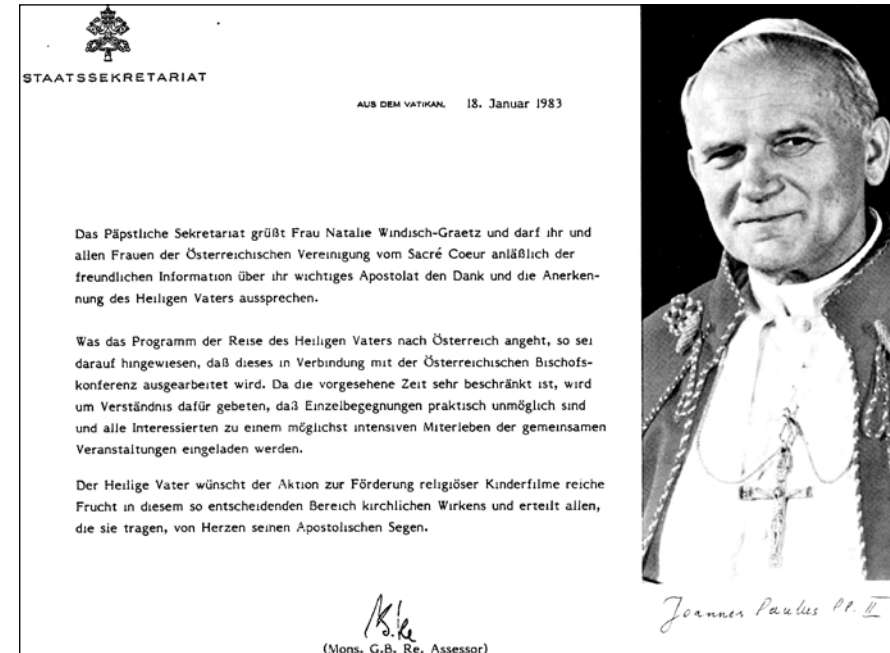 STAATSSEKRETARIAT
AUS DEM VATIKAN, 18. Januar 1983
Das Päpstliche Sekretariat grüßt Frau Natalie Windisch-Graetz und darf ihr und
allen Frauen der Österreichischen Vereinigung vom Sacré Coeur anläßlich der
freundlichen Information über ihr wichtiges Apostolat den Dank und die Anerken-
nung des Heiligen Vaters aussprechen.
Was das Programm der Reise des Heiligen Vaters nach Österreich angeht, so sei
darauf hingewiesen, daß dieses in Verbindung mit der Österreichischen Bischofs-
konferenz ausgearbeitet wird. Da die vorgesehene Zeit sehr beschränkt ist, wird
um Verständnis dafür gebeten, daß Einzelbegegnungen praktisch unmöglich sind
und alle Interessierten zu einem möglichst intensiven Miterleben der gemeinsamen
Veranstaltungen eingeladen werden.
Der Heilige Vater wünscht der Aktion zur Förderung religiöser Kinderfilme reiche
Frucht in diesem so entscheidenden Bereich kirchlichen Wirkens und erteilt allen,
die sie tragen, von Herzen seinen Apostolischen Segen.
B. Re
(Mons. G.B. Re, Assessor)
Joannes Paulus PP. II